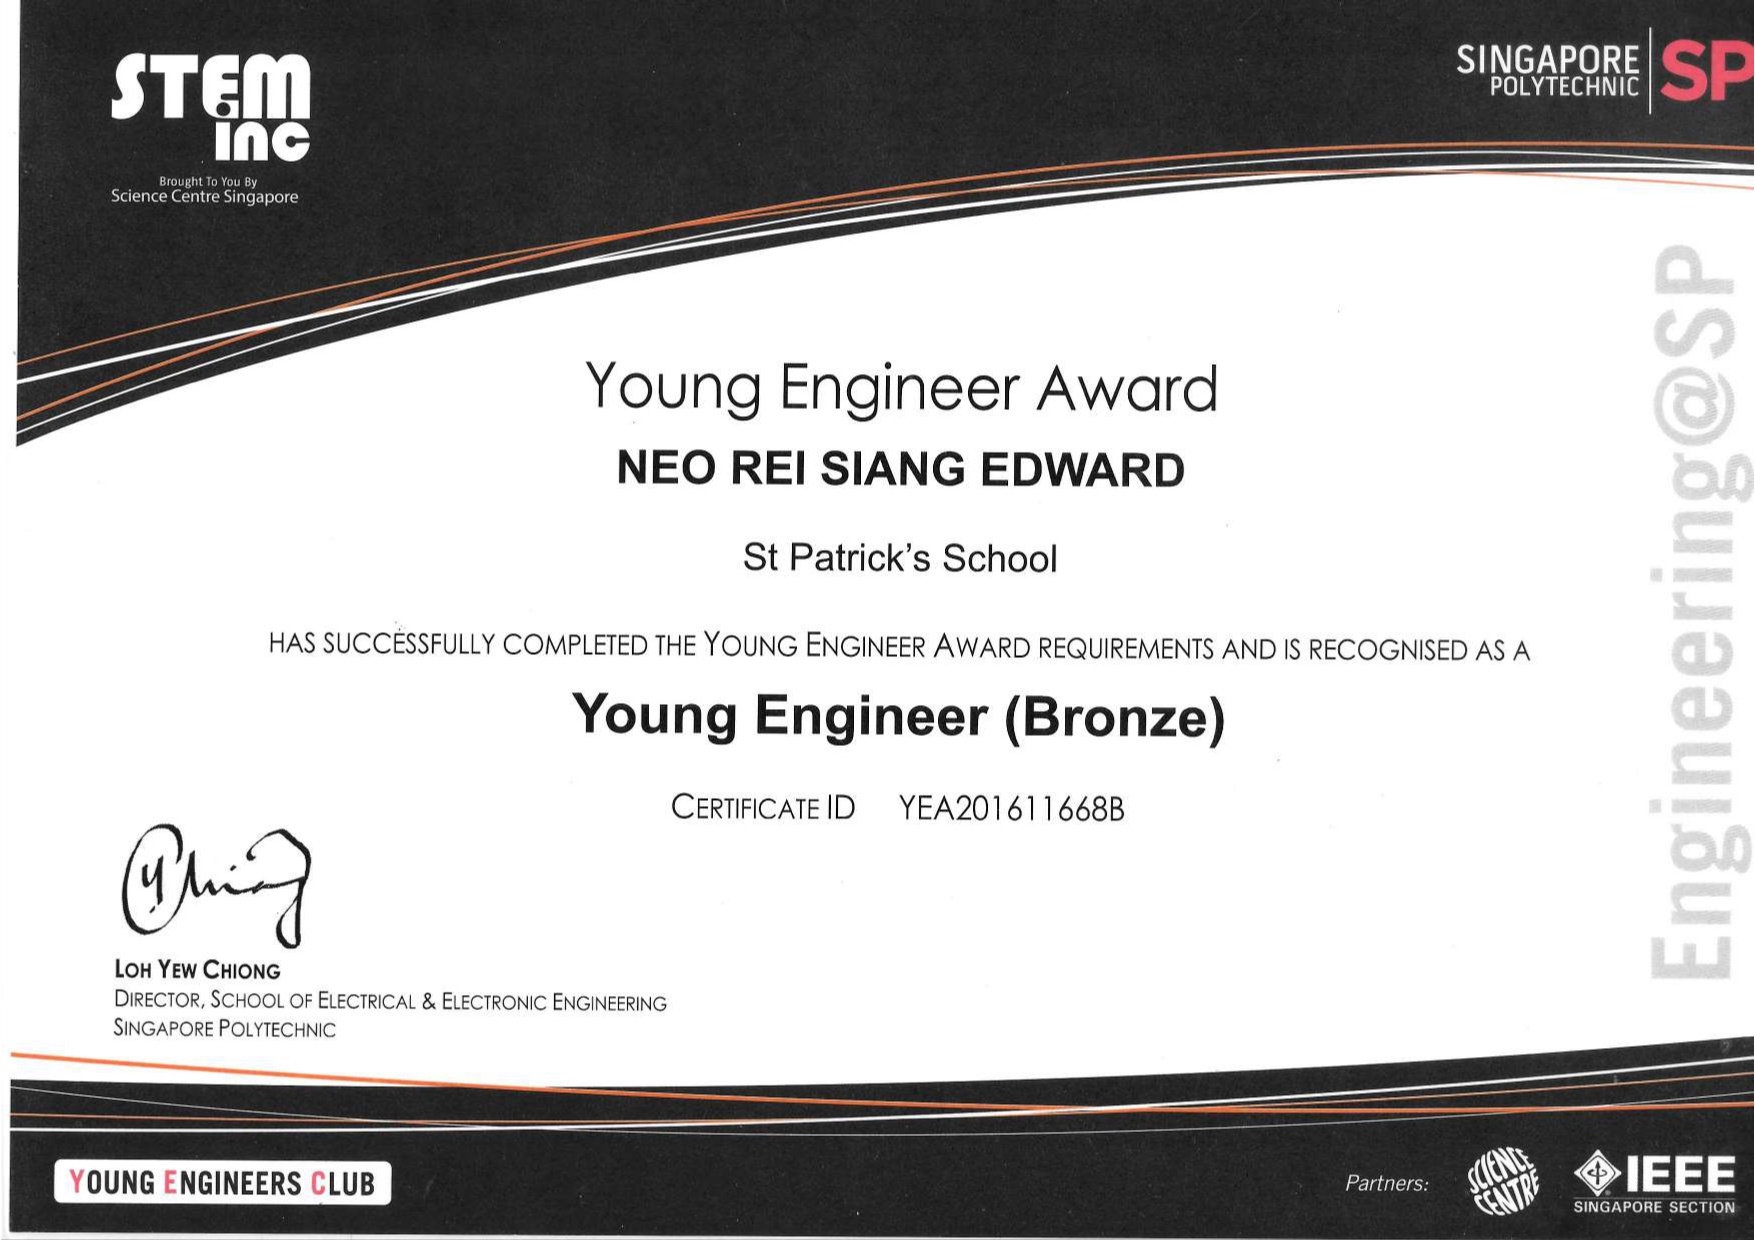 STEM
inc
Brought To You By
Science Centre Singapore
SINGAPORE
POLYTECHNIC
SP
Young Engineer Award
NEO REI SIANG EDWARD
St Patrick's School
HAS SUCCESSFULLY COMPLETED THE YOUNG ENGINEER AWARD REQUIREMENTS AND IS RECOGNISED AS A
Young Engineer (Bronze)
CERTIFICATE ID YEA201611668B
Engineering@SP
LOH YEW CHIONG
DIRECTOR, SCHOOL OF ELECTRICAL & ELECTRONIC ENGINEERING
SINGAPORE POLYTECHNIC
YOUNG ENGINEERS CLUB
Partners:
SCIENCE
CENTRE
IEEE
SINGAPORE SECTION